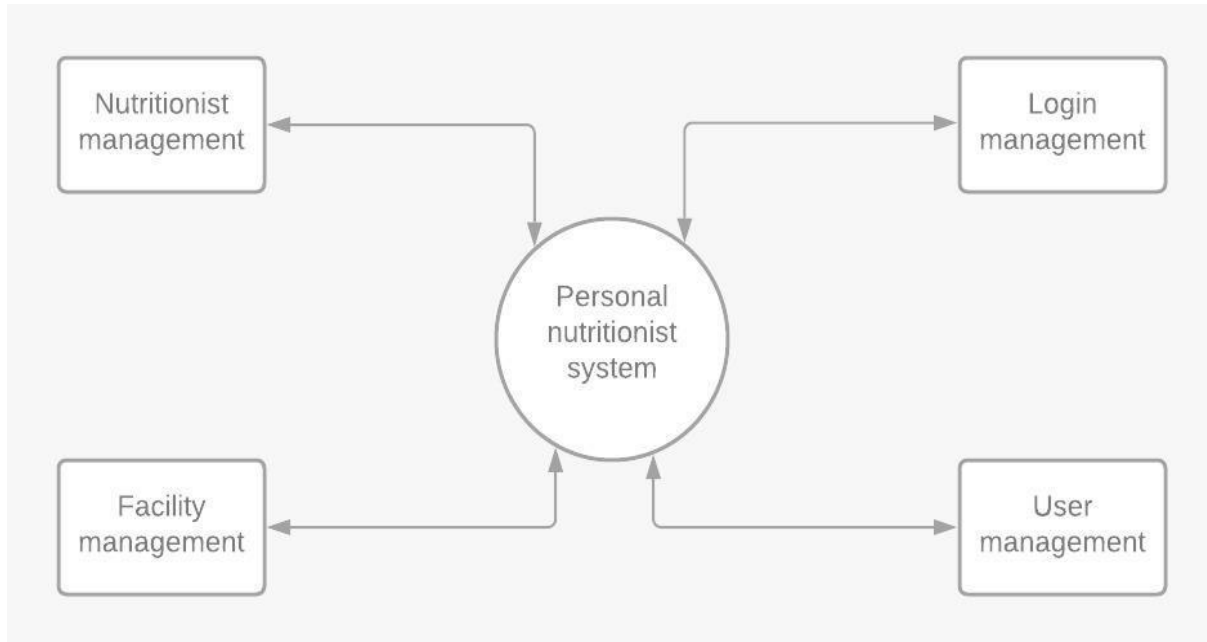 Nutritionist
management
Login
management
Personal
nutritionist
system
Facility
management
User
management